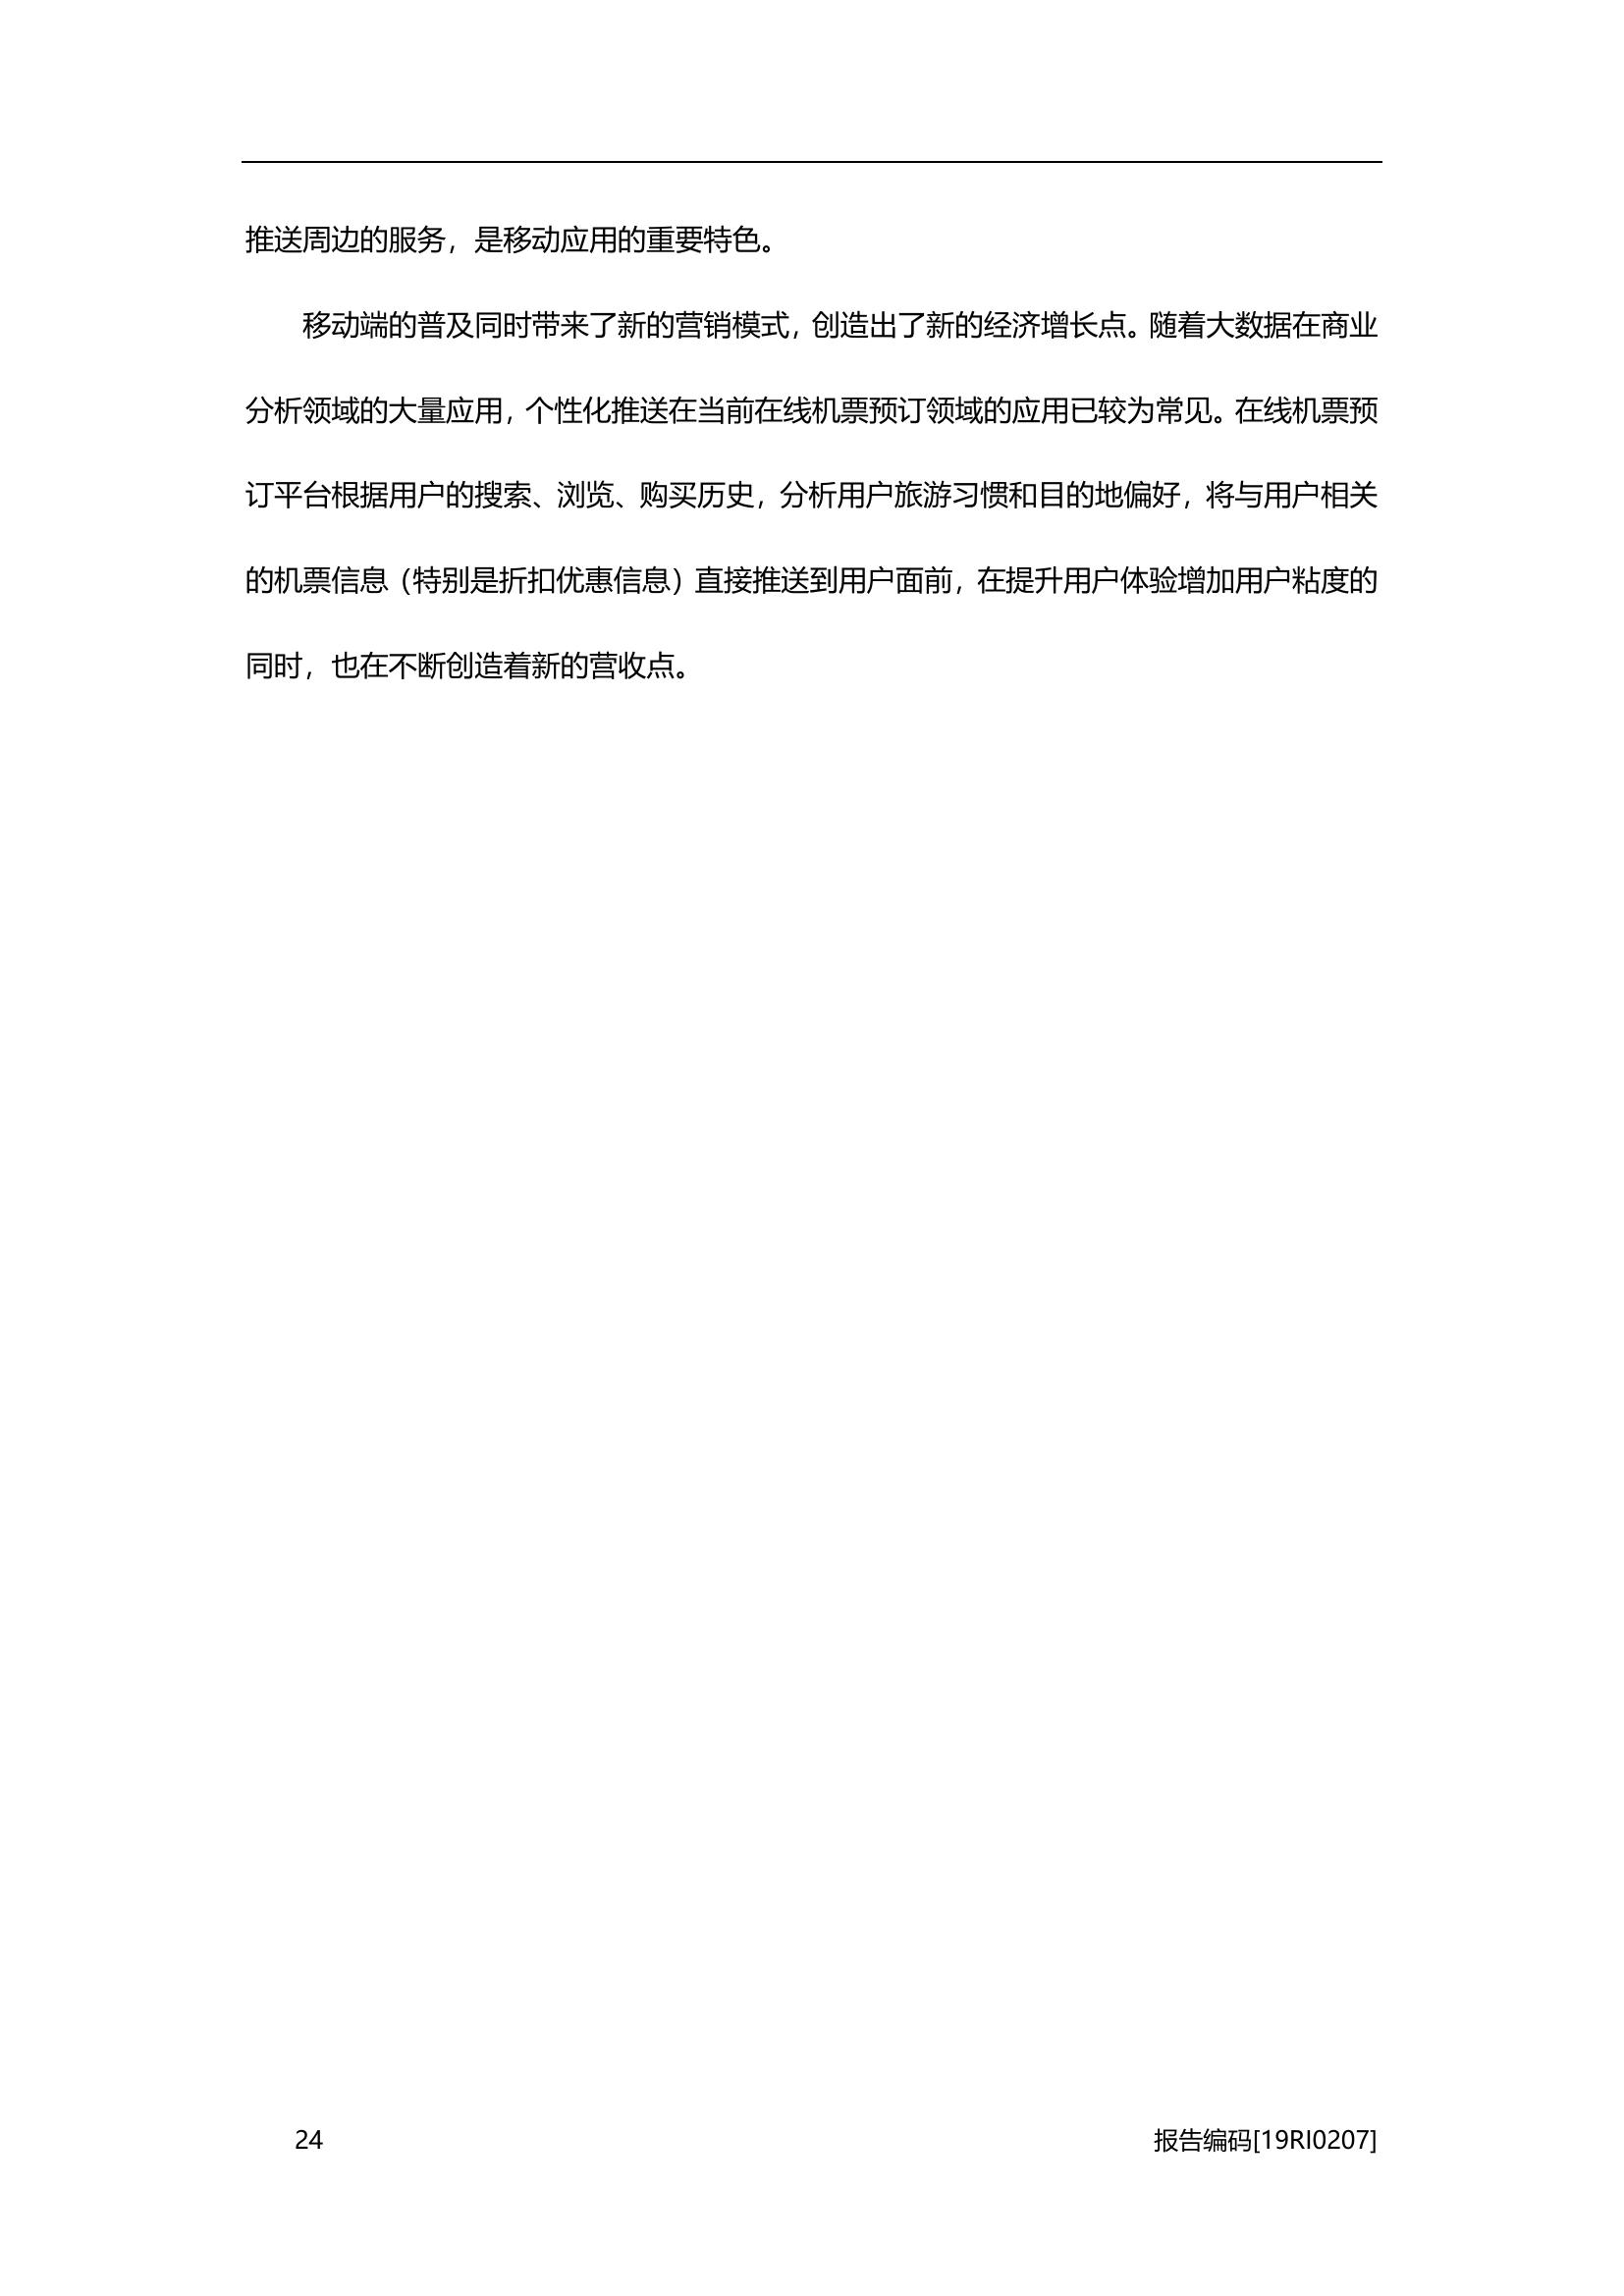 推送周边的服务，是移动应用的重要特色。
移动端的普及同时带来了新的营销模式，创造出了新的经济增长点。随着大数据在商业
分析领域的大量应用，个性化推送在当前在线机票预订领域的应用已较为常见。在线机票预
订平台根据用户的搜索、浏览、购买历史，分析用户旅游习惯和目的地偏好，将与用户相关
的机票信息（特别是折扣优惠信息）直接推送到用户面前，在提升用户体验增加用户粘度的
同时，也在不断创造着新的营收点。
24 报告编码[19RI0207]